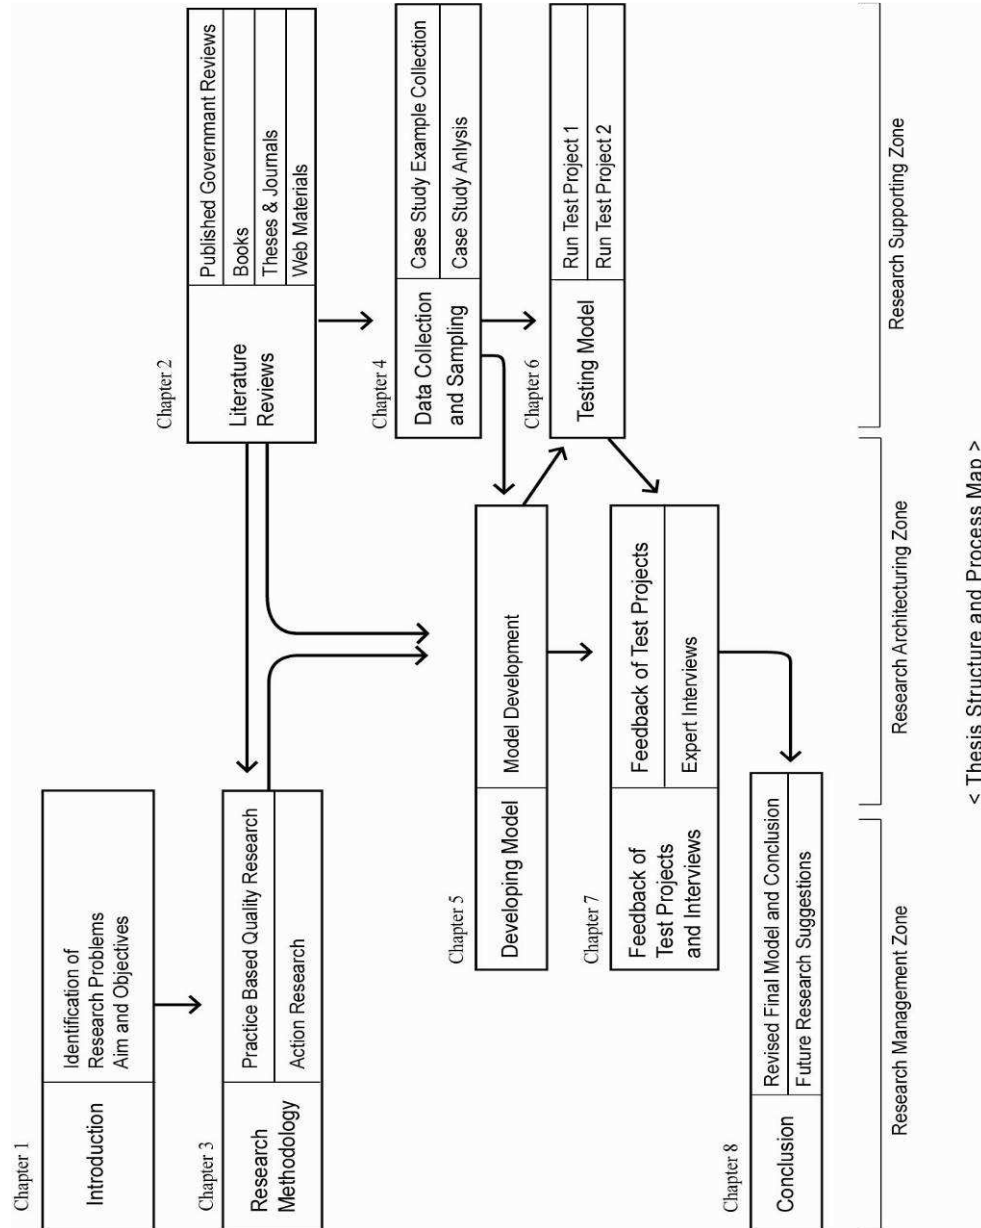 Chapter 1
Introduction
Identification of
Research Problems
Aim and Objectives
Chapter 2
Literature
Reviews
Published Governmant Reviews
Books
Theses & Journals
Web Materials
Chapter 3
Research
Methodology
Practice Based Quality Research
Action Research
Chapter 4
Data Collection
and Sampling
Case Study Example Collection
Case Study Anlysis
Chapter 5
Developing Model
Model Development
Chapter 6
Testing Model
Run Test Project 1
Run Test Project 2
Chapter 7
Feedback of
Test Projects
and Interviews
Feedback of Test Projects
Expert Interviews
Chapter 8
Conclusion
Revised Final Model and Conclusion
Future Research Suggestions
Research Management Zone
Research Architecturing Zone
Research Supporting Zone
< Thesis Structure and Process Map >